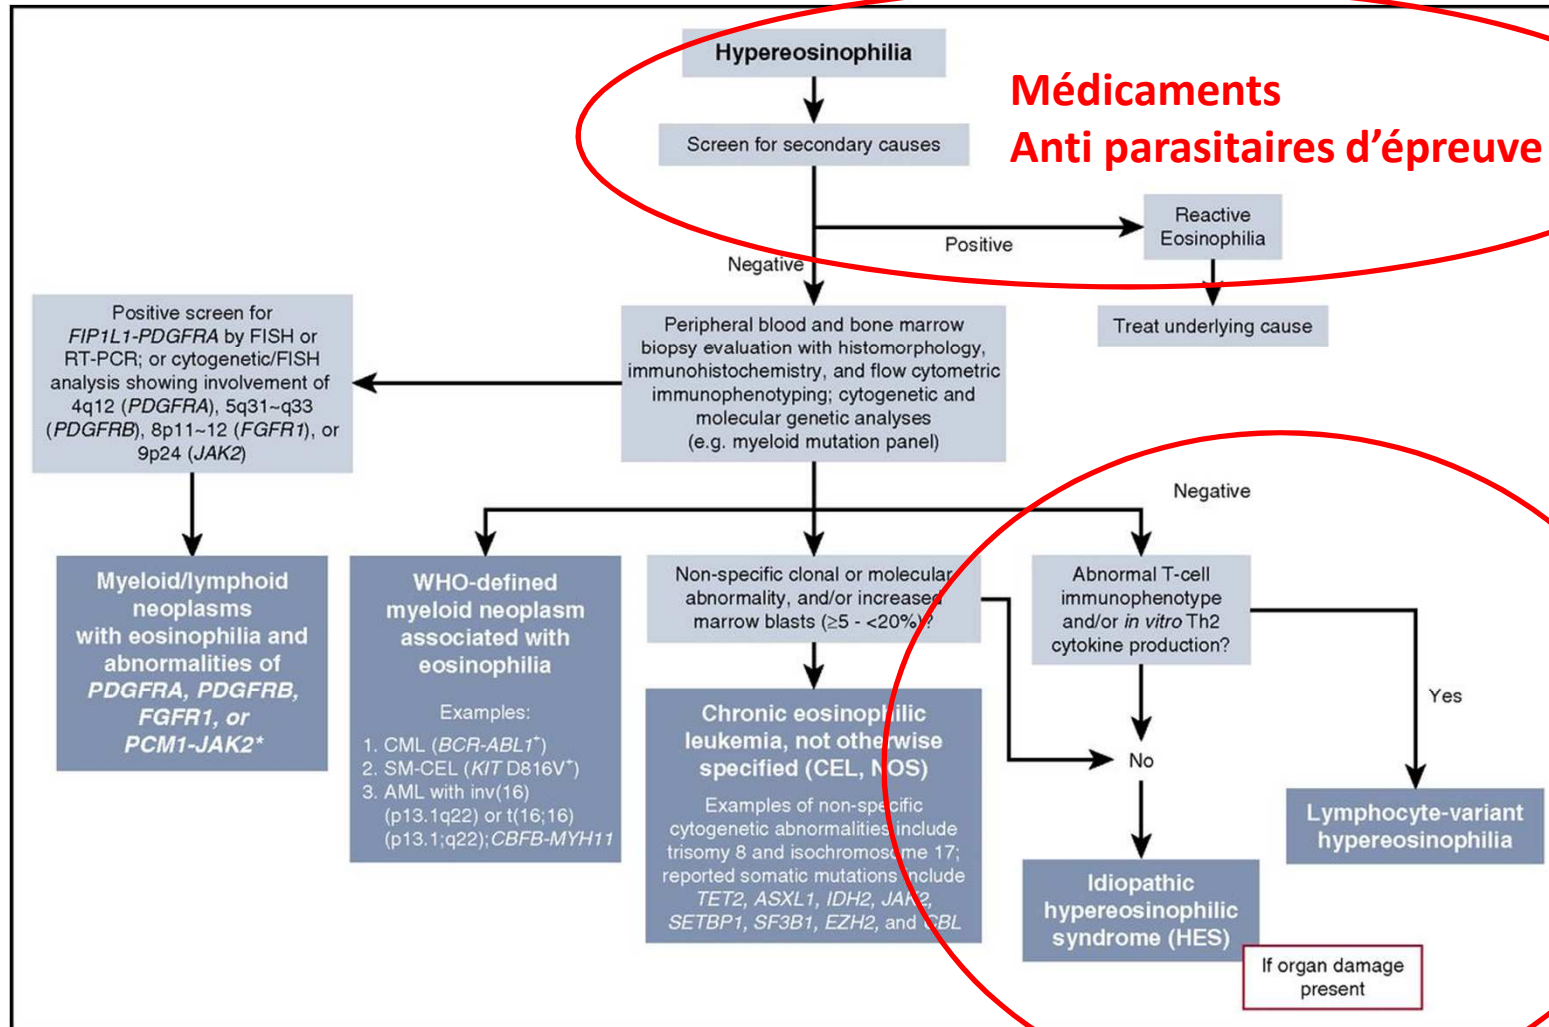 Hypereosinophilia
Médicaments
Anti parasitaires d’épreuve
Screen for secondary causes
Reactive
Eosinophilia
Positive
Negative
Treat underlying cause
Positive screen for
FIP1L1-PDGFRA by FISH or
RT-PCR; or cytogenetic/FISH
analysis showing involvement of
4q12 (PDGFRA), 5q31~q33
(PDGFRB), 8p11~12 (FGFR1), or
9p24 (JAK2)
Peripheral blood and bone marrow
biopsy evaluation with histomorphology,
immunohistochemistry, and flow cytometric
immunophenotyping; cytogenetic and
molecular genetic analyses
(e.g. myeloid mutation panel)
Negative
Myeloid/lymphoid
neoplasms
with eosinophilia and
abnormalities of
PDGFRA, PDGFRB,
FGFR1, or
PCM1-JAK2*
WHO-defined
myeloid neoplasm
associated with
eosinophilia
Examples:
1. CML (BCR-ABL1⁺)
2. SM-CEL (KIT D816V⁺)
3. AML with inv(16)
(p13.1q22) or t(16;16)
(p13.1;q22);CBFB-MYH11
Non-specific clonal or molecular
abnormality, and/or increased
marrow blasts (≥5 - <20%)?
Chronic eosinophilic
leukemia, not otherwise
specified (CEL, NOS)
Examples of non-specific
cytogenetic abnormalities include
trisomy 8 and isochromosome 17;
reported somatic mutations include
TET2, ASXL1, IDH2, JAK2,
SETBP1, SF3B1, EZH2, and CBL
Abnormal T-cell
immunophenotype
and/or in vitro Th2
cytokine production?
Yes
No
Lymphocyte-variant
hypereosinophilia
Idiopathic
hypereosinophilic
syndrome (HES)
If organ damage
present